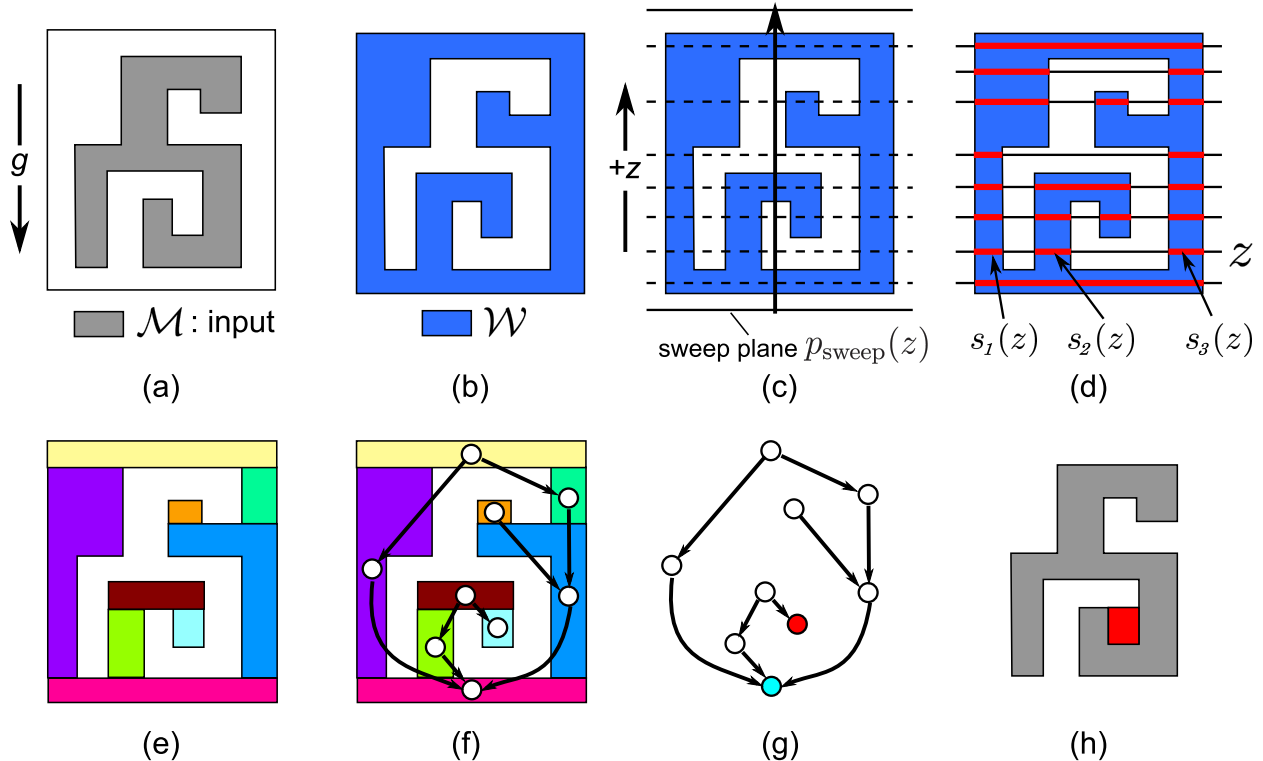 g
ℳ : input
(a)
𝒲
(b)
+z
sweep plane p_sweep(z)
(c)
z
s₁(z) s₂(z) s₃(z)
(d)
(e)
(f)
(g)
(h)